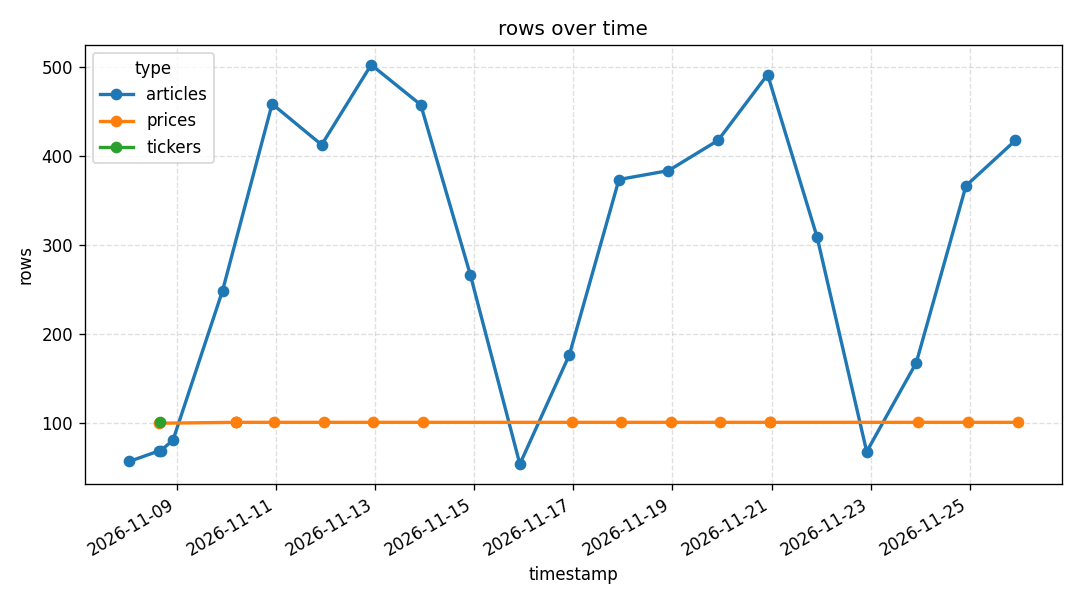 rows over time
type
articles
prices
tickers
500
400
300
200
100
rows
2026-11-09
2026-11-11
2026-11-13
2026-11-15
2026-11-17
2026-11-19
2026-11-21
2026-11-23
2026-11-25
timestamp